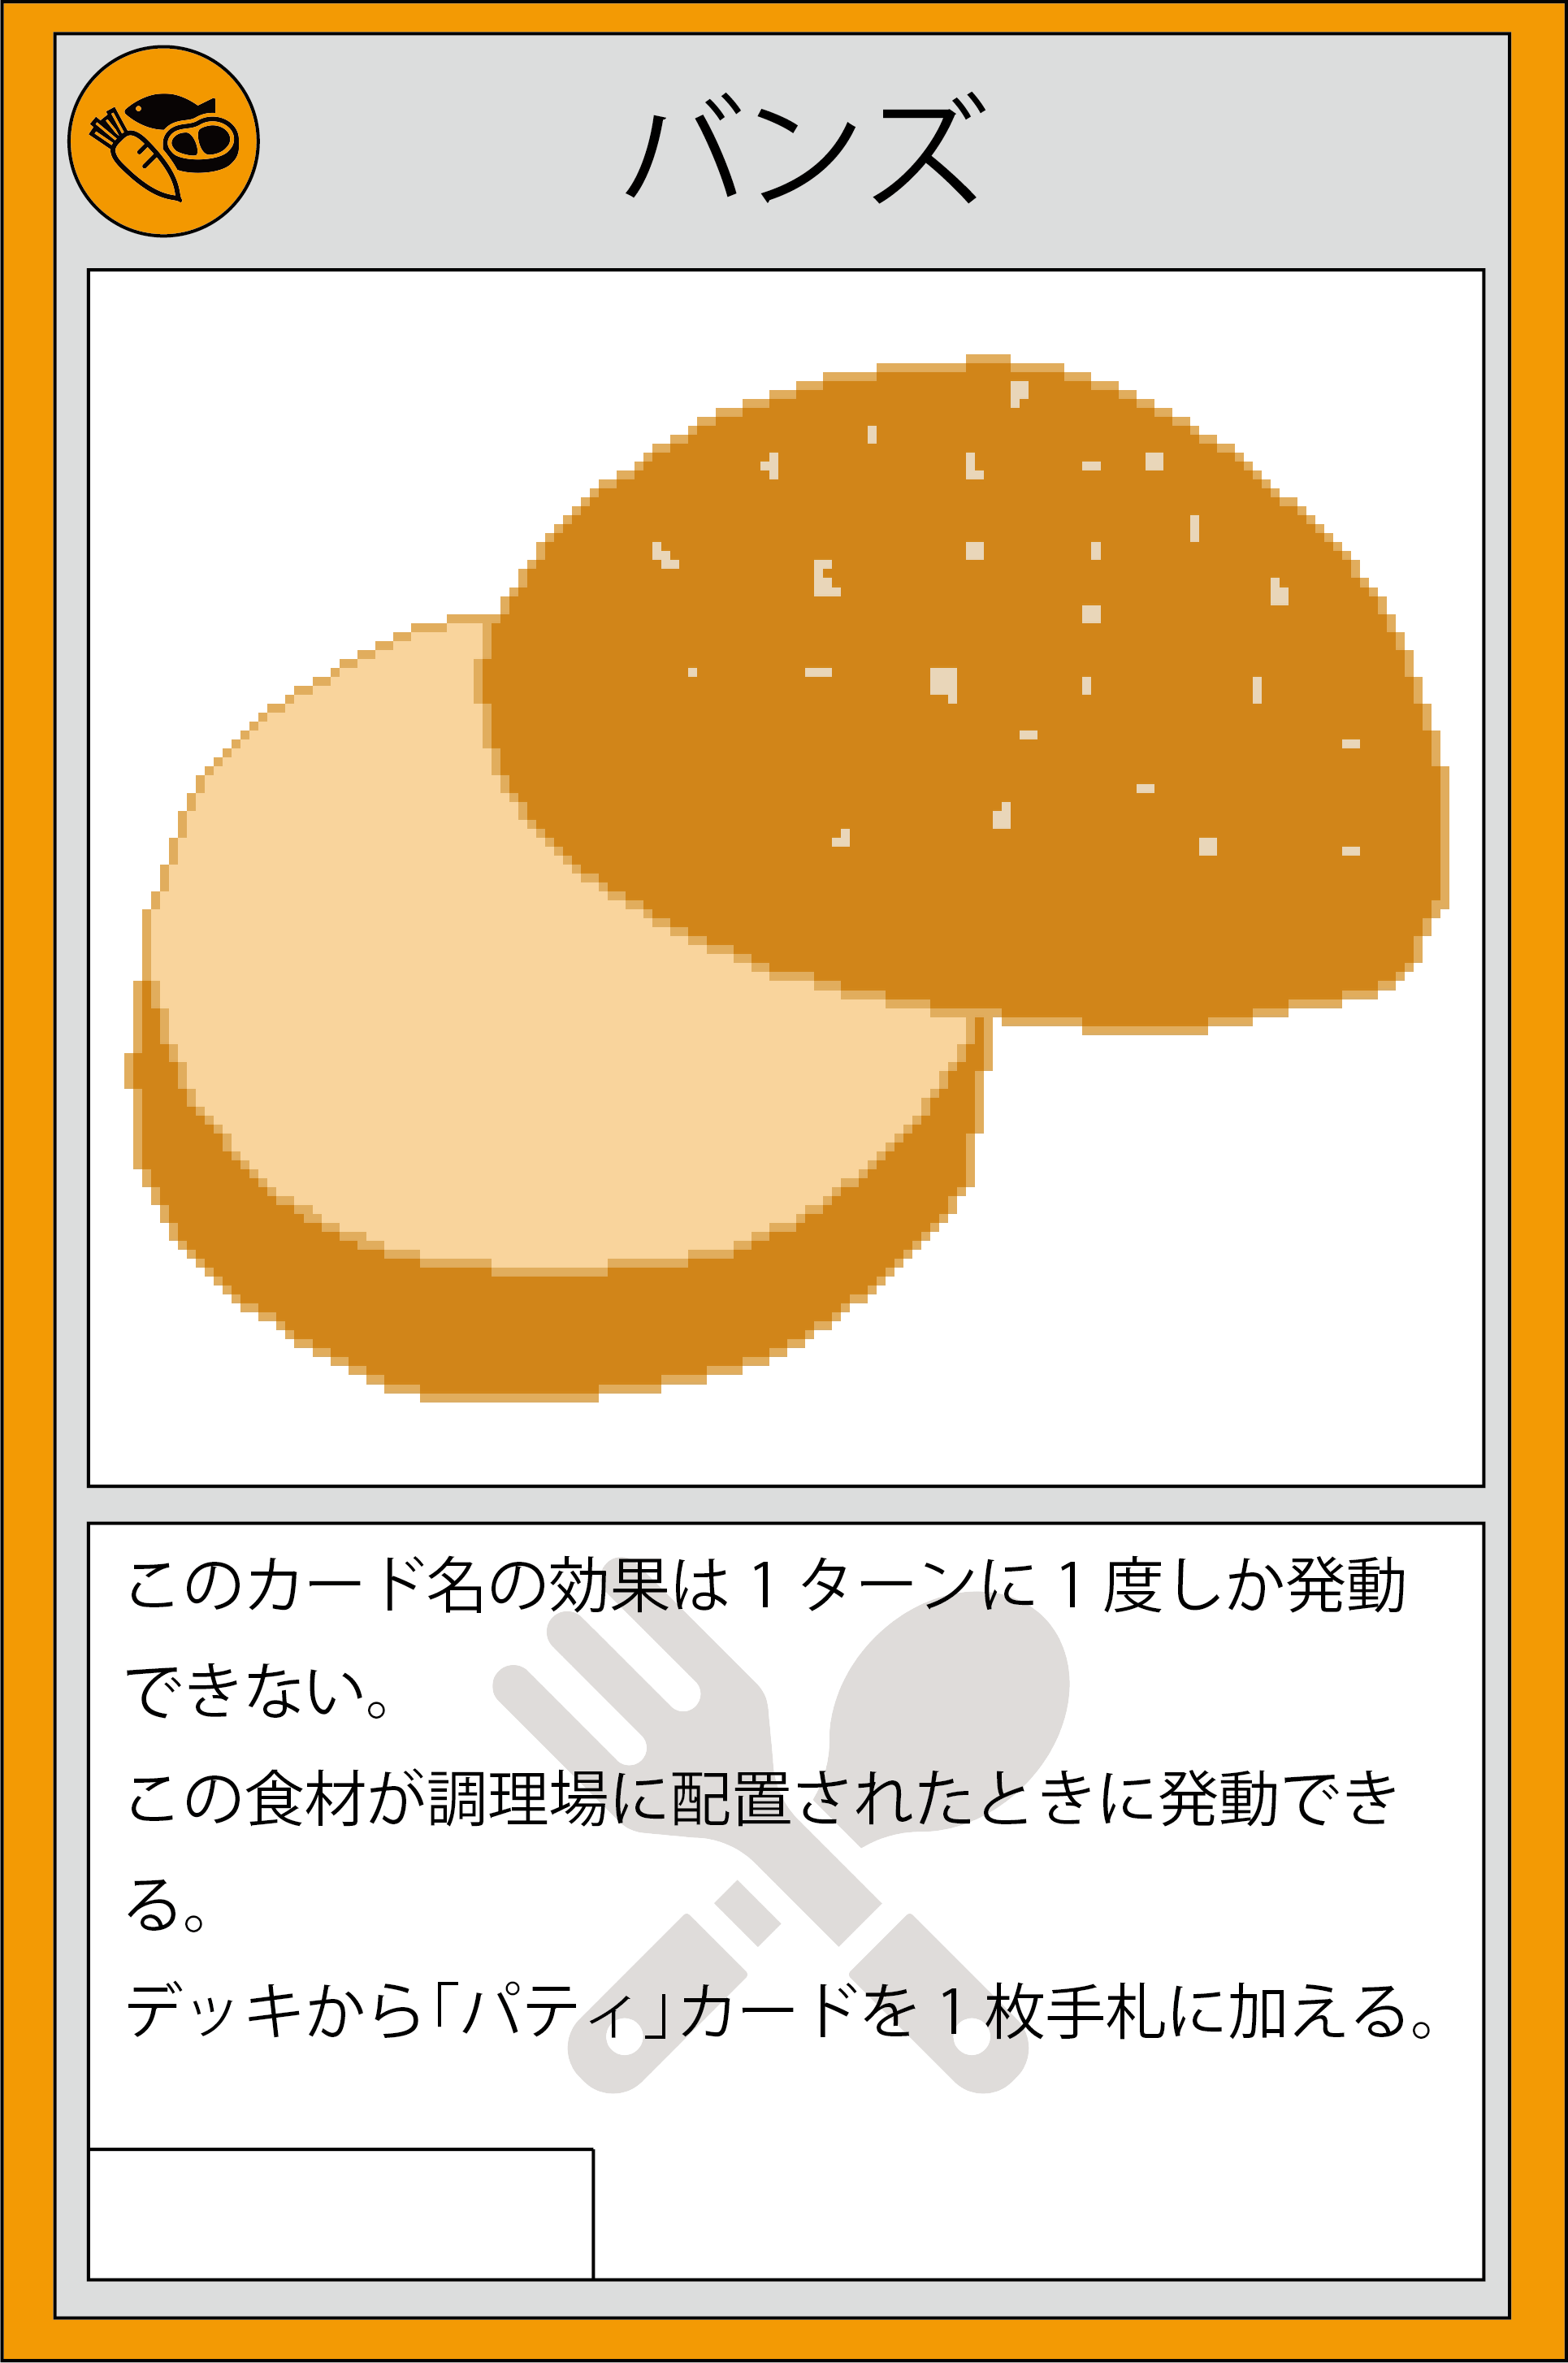 バンズ
このカード名の効果は1ターンに1度しか発動
できない。
この食材が調理場に配置されたときに発動でき
る。
デッキから「パティ」カードを1枚手札に加える。